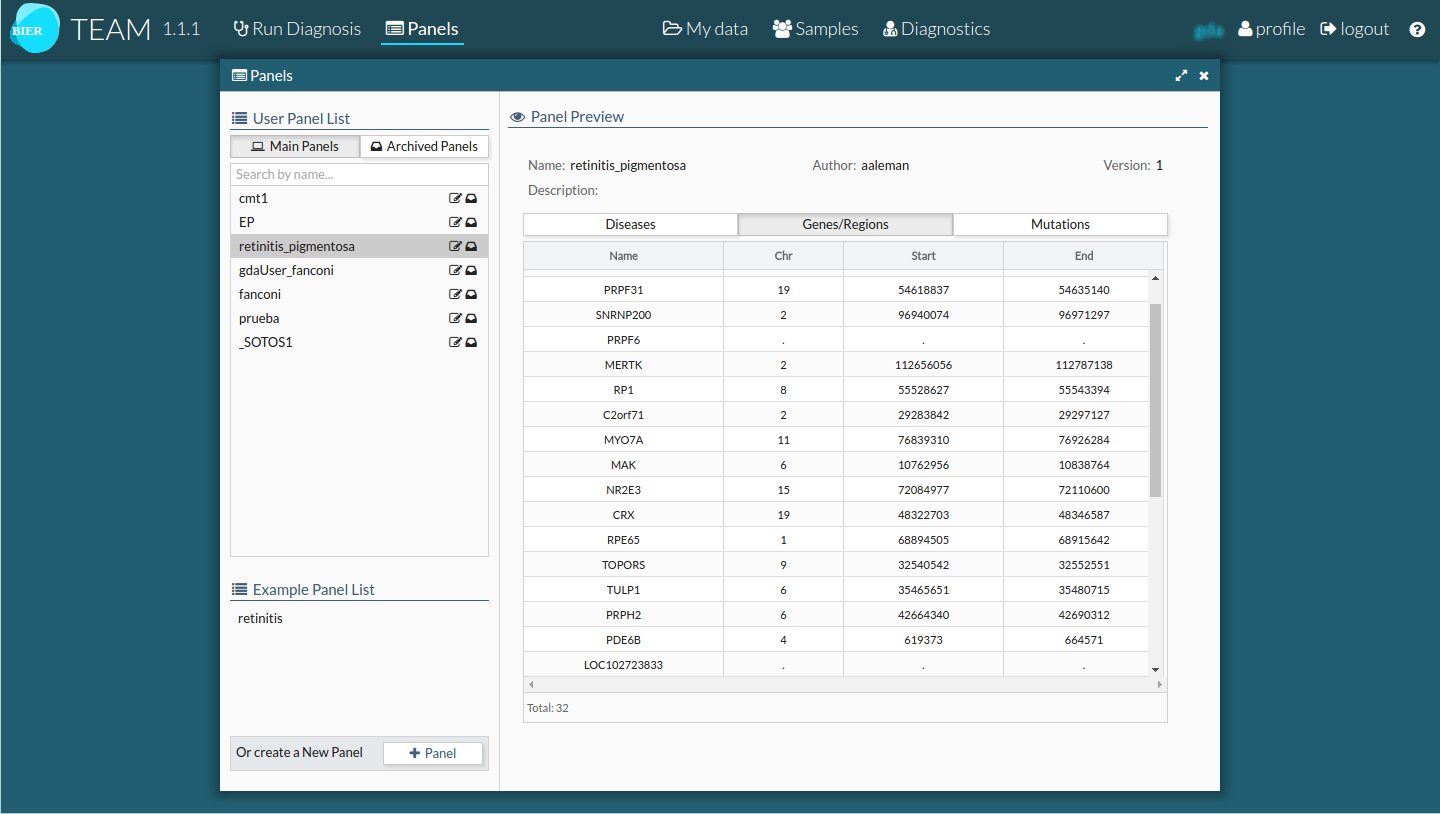 BIER TEAM 1.1.1 Run Diagnosis Panels My data Samples Diagnostics profile logout
Panels
User Panel List
Main Panels Archived Panels
Search by name...
cmt1
EP
retinitis_pigmentosa
gdaUser_fanconi
fanconi
prueba
_SOTOS1
Example Panel List
retinitis
Or create a New Panel Panel
Panel Preview
Name: retinitis_pigmentosa Author: aaleman Version: 1
Description:
Diseases Genes/Regions Mutations
Name Chr Start End
PRPF31 19 54618837 54635140
SNRNP200 2 96940074 96971297
PRPF6 . . .
MERTK 2 112656056 112787138
RP1 8 55528627 55543394
C2orf71 2 29283842 29297127
MYO7A 11 76839310 76926284
MAK 6 10762956 10838764
NR2E3 15 72084977 72110600
CRX 19 48322703 48346587
RPE65 1 68894505 68915642
TOPORS 9 32540542 32552551
TULP1 6 35465651 35480715
PRPH2 6 42664340 42690312
PDE6B 4 619373 664571
LOC102723833 . . .
Total: 32